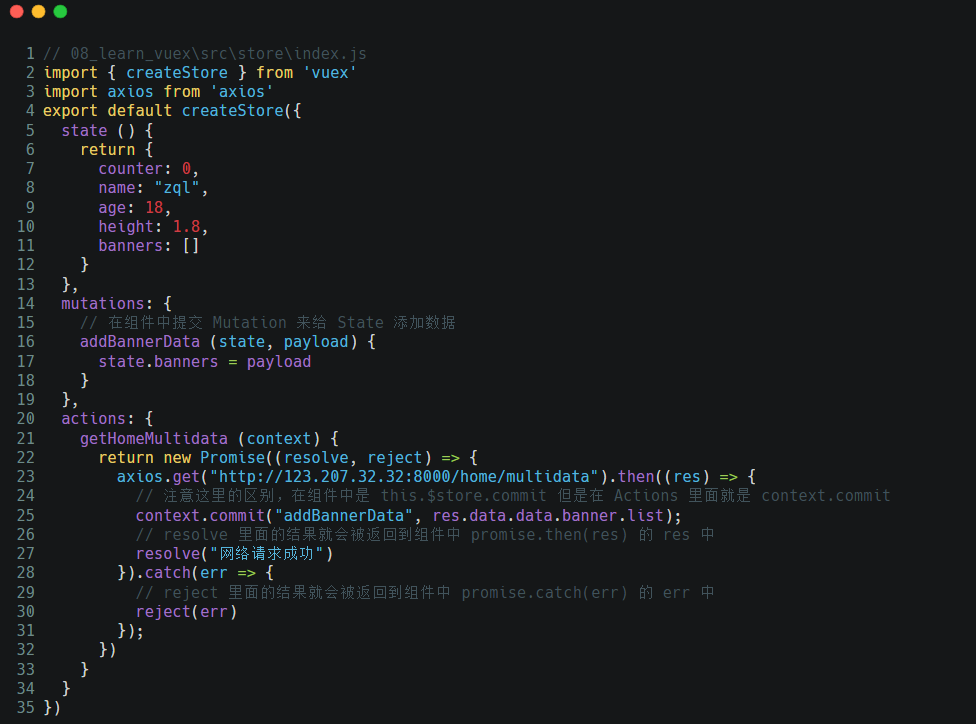 1 // 08_learn_vuex\src\store\index.js
2 import { createStore } from 'vuex'
3 import axios from 'axios'
4 export default createStore({
5   state () {
6     return {
7       counter: 0,
8       name: "zql",
9       age: 18,
10       height: 1.8,
11       banners: []
12     }
13   },
14   mutations: {
15     // 在组件中提交 Mutation 来给 State 添加数据
16     addBannerData (state, payload) {
17       state.banners = payload
18     }
19   },
20   actions: {
21     getHomeMultidata (context) {
22       return new Promise((resolve, reject) => {
23         axios.get("http://123.207.32.32:8000/home/multidata").then((res) => {
24           // 注意这里的区别，在组件中是 this.$store.commit 但是在 Actions 里面就是 context.commit
25           context.commit("addBannerData", res.data.data.banner.list);
26           // resolve 里面的结果就会被返回到组件中 promise.then(res) 的 res 中
27           resolve("网络请求成功")
28         }).catch(err => {
29           // reject 里面的结果就会被返回到组件中 promise.catch(err) 的 err 中
30           reject(err)
31         });
32       })
33     }
34   }
35 })